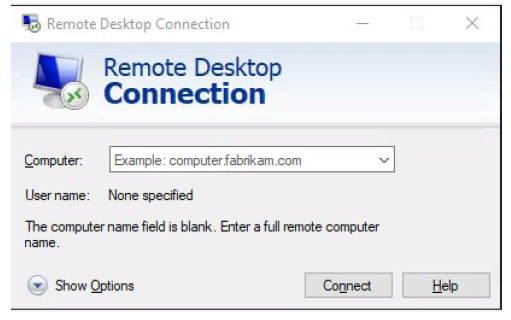 Remote Desktop Connection
Remote Desktop
Connection
Computer: Example: computer.fabrikam.com
User name: None specified
The computer name field is blank. Enter a full remote computer
name.
Show Options Connect Help